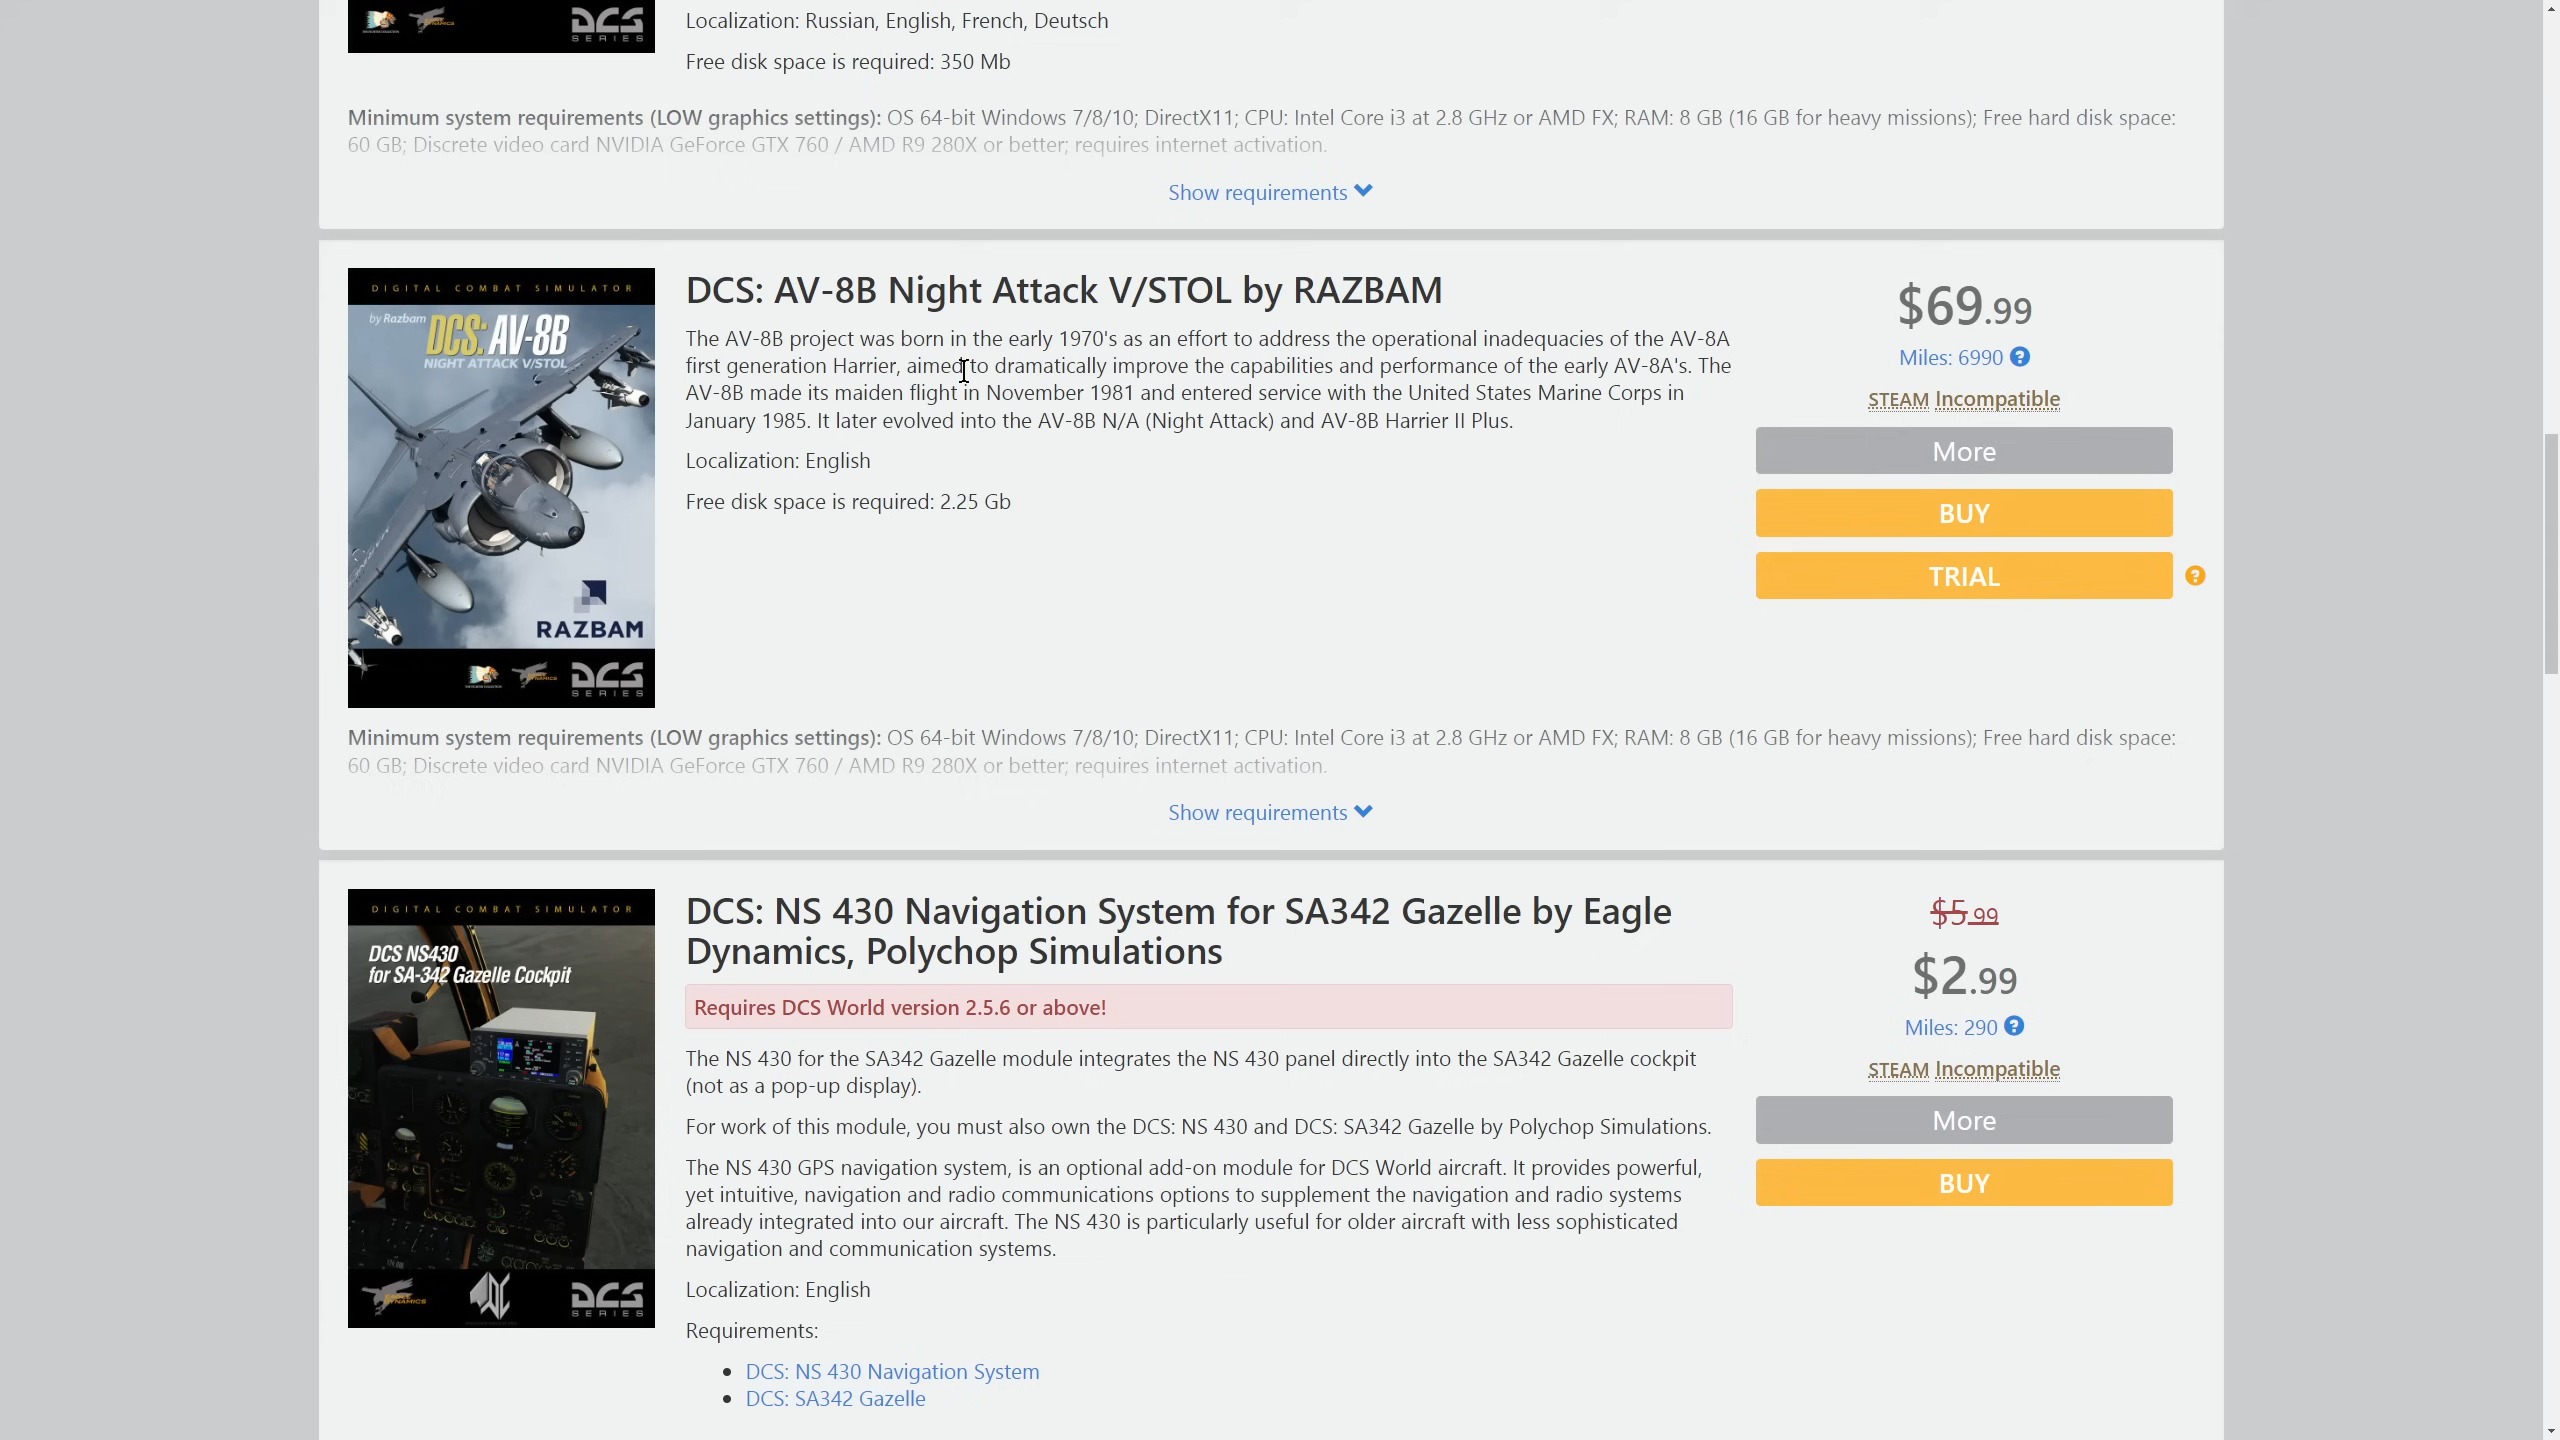 DCS
SERIES
Localization: Russian, English, French, Deutsch
Free disk space is required: 350 Mb
Minimum system requirements (LOW graphics settings): OS 64-bit Windows 7/8/10; DirectX11; CPU: Intel Core i3 at 2.8 GHz or AMD FX; RAM: 8 GB (16 GB for heavy missions); Free hard disk space:
60 GB; Discrete video card NVIDIA GeForce GTX 760 / AMD R9 280X or better; requires internet activation.
Show requirements
DIGITAL COMBAT SIMULATOR
by Razbam DCS: AV-8B
NIGHT ATTACK V/STOL
RAZBAM
DCS
SERIES
DCS: AV-8B Night Attack V/STOL by RAZBAM
The AV-8B project was born in the early 1970's as an effort to address the operational inadequacies of the AV-8A
first generation Harrier, aimed to dramatically improve the capabilities and performance of the early AV-8A's. The
AV-8B made its maiden flight in November 1981 and entered service with the United States Marine Corps in
January 1985. It later evolved into the AV-8B N/A (Night Attack) and AV-8B Harrier II Plus.
Localization: English
Free disk space is required: 2.25 Gb
$69.99
Miles: 6990
STEAM Incompatible
More
BUY
TRIAL
Minimum system requirements (LOW graphics settings): OS 64-bit Windows 7/8/10; DirectX11; CPU: Intel Core i3 at 2.8 GHz or AMD FX; RAM: 8 GB (16 GB for heavy missions); Free hard disk space:
60 GB; Discrete video card NVIDIA GeForce GTX 760 / AMD R9 280X or better; requires internet activation.
Show requirements
DIGITAL COMBAT SIMULATOR
DCS NS430
for SA-342 Gazelle Cockpit
DCS
SERIES
DCS: NS 430 Navigation System for SA342 Gazelle by Eagle
Dynamics, Polychop Simulations
Requires DCS World version 2.5.6 or above!
The NS 430 for the SA342 Gazelle module integrates the NS 430 panel directly into the SA342 Gazelle cockpit
(not as a pop-up display).
For work of this module, you must also own the DCS: NS 430 and DCS: SA342 Gazelle by Polychop Simulations.
The NS 430 GPS navigation system, is an optional add-on module for DCS World aircraft. It provides powerful,
yet intuitive, navigation and radio communications options to supplement the navigation and radio systems
already integrated into our aircraft. The NS 430 is particularly useful for older aircraft with less sophisticated
navigation and communication systems.
Localization: English
Requirements:
DCS: NS 430 Navigation System
DCS: SA342 Gazelle
$5.99
$2.99
Miles: 290
STEAM Incompatible
More
BUY